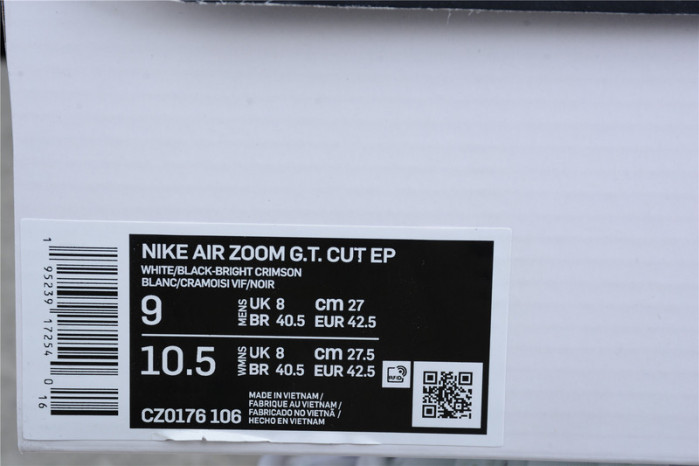 NIKE AIR ZOOM G.T. CUT EP
WHITE/BLACK-BRIGHT CRIMSON
BLANC/CRAMOISI VIF/NOIR
9 MENS UK 8 cm 27
BR 40.5 EUR 42.5
10.5 WMNS UK 8 cm 27.5
BR 40.5 EUR 42.5
RFID
MADE IN VIETNAM /
FABRIQUE AU VIETNAM /
FABRICADO NO VIETNÃ /
HECHO EN VIETNAM
CZ0176 106
1 95239 17254 016